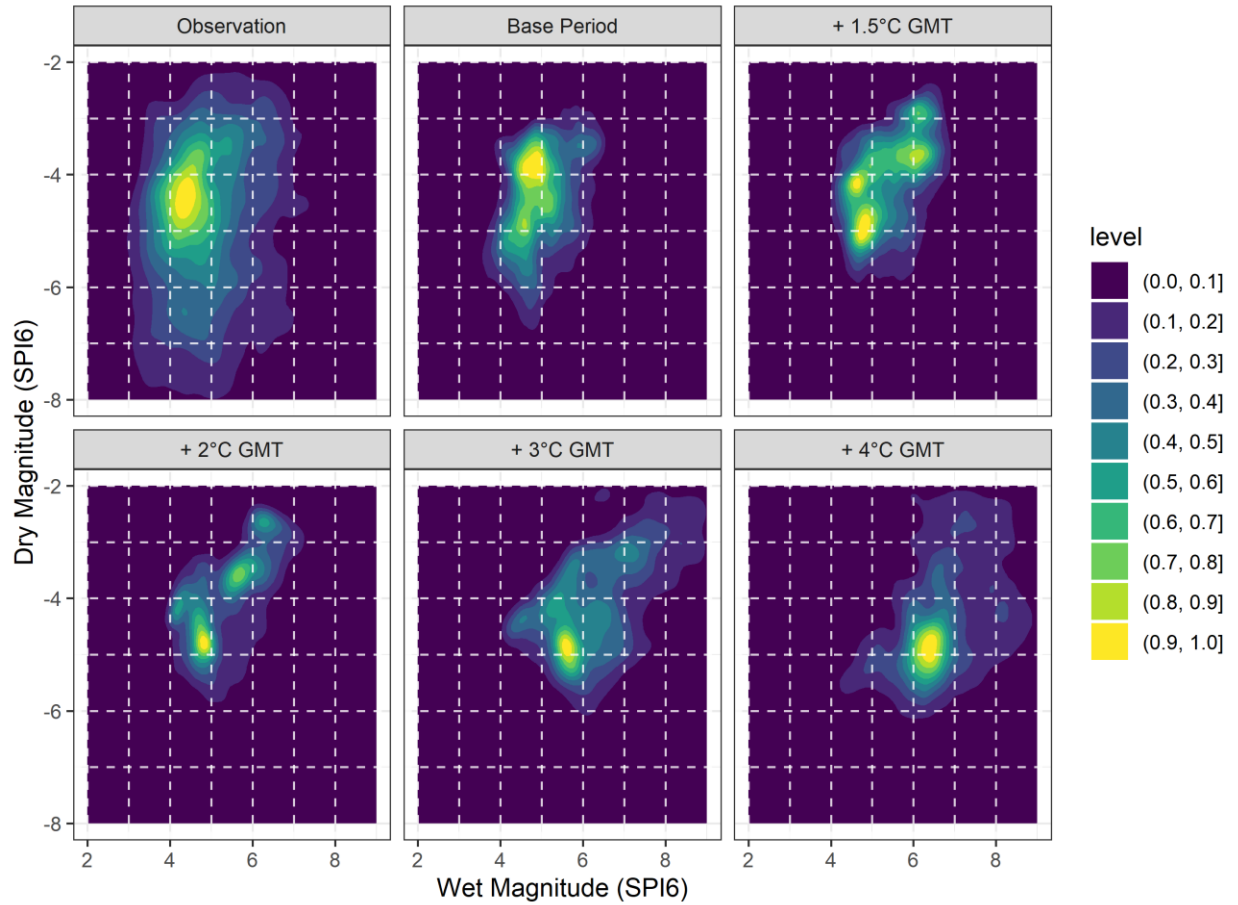 Observation
Base Period
+ 1.5°C GMT
-2
-4
-6
-8
+ 2°C GMT
+ 3°C GMT
+ 4°C GMT
-2
-4
-6
-8
2 4 6 8
2 4 6 8
2 4 6 8
Wet Magnitude (SPI6)
Dry Magnitude (SPI6)
level
(0.0, 0.1]
(0.1, 0.2]
(0.2, 0.3]
(0.3, 0.4]
(0.4, 0.5]
(0.5, 0.6]
(0.6, 0.7]
(0.7, 0.8]
(0.8, 0.9]
(0.9, 1.0]